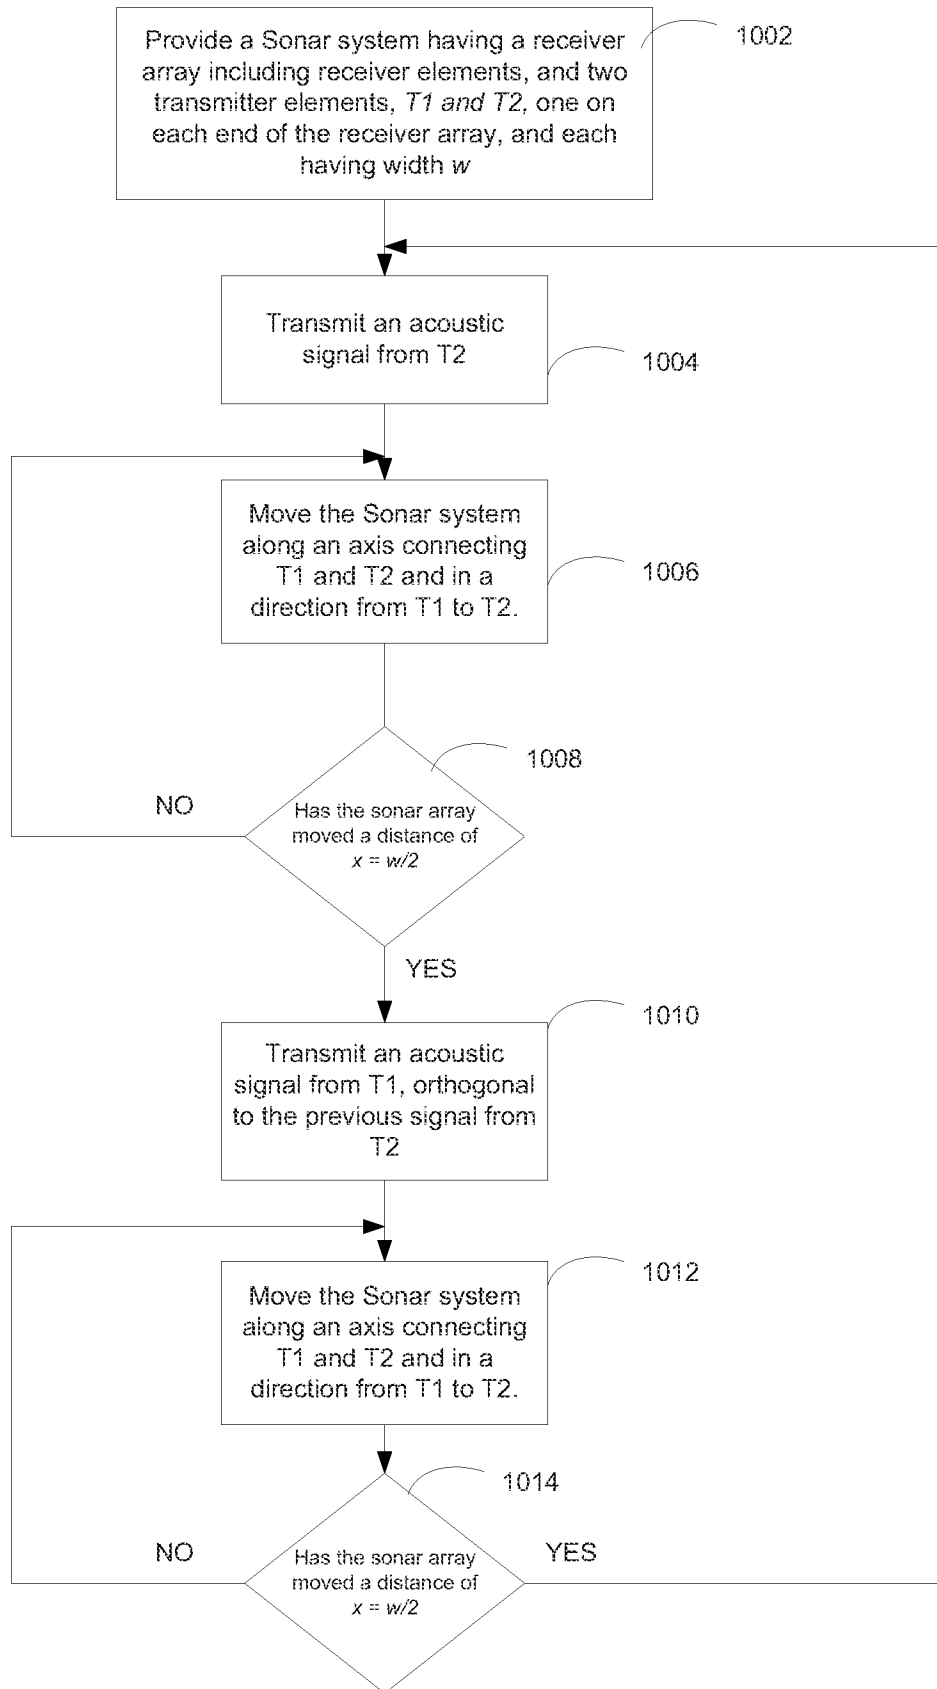 Provide a Sonar system having a receiver
array including receiver elements, and two
transmitter elements, T1 and T2, one on
each end of the receiver array, and each
having width w
1002
Transmit an acoustic
signal from T2
1004
Move the Sonar system
along an axis connecting
T1 and T2 and in a
direction from T1 to T2.
1006
1008
NO
Has the sonar array
moved a distance of
x = w/2
YES
1010
Transmit an acoustic
signal from T1, orthogonal
to the previous signal from
T2
1012
Move the Sonar system
along an axis connecting
T1 and T2 and in a
direction from T1 to T2.
1014
NO
YES
Has the sonar array
moved a distance of
x = w/2